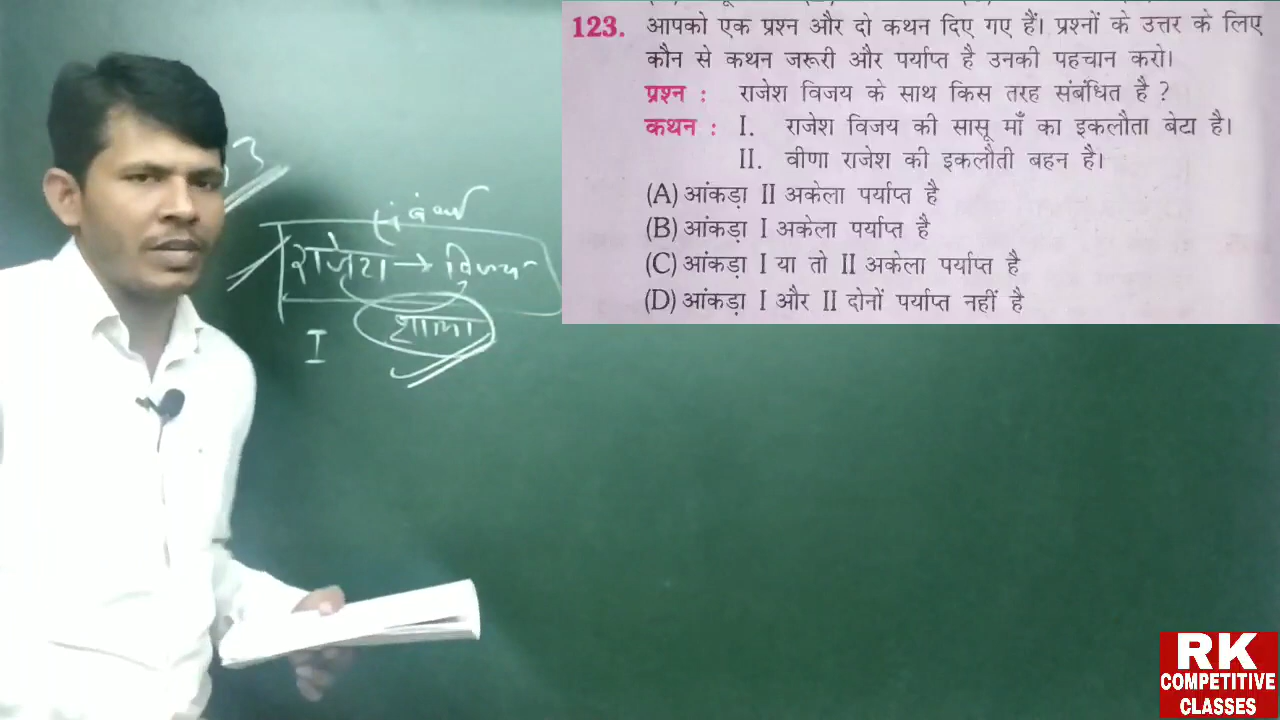 123. आपको एक प्रश्न और दो कथन दिए गए हैं। प्रश्नों के उत्तर के लिए
कौन से कथन जरूरी और पर्याप्त है उनकी पहचान करो।
प्रश्न : राजेश विजय के साथ किस तरह संबंधित है ?
कथन : I. राजेश विजय की सासू माँ का इकलौता बेटा है।
II. वीणा राजेश की इकलौती बहन है।
(A) आंकड़ा II अकेला पर्याप्त है
(B) आंकड़ा I अकेला पर्याप्त है
(C) आंकड़ा I या तो II अकेला पर्याप्त है
(D) आंकड़ा I और II दोनों पर्याप्त नहीं है
3
राजेश → विजय
I
RK
COMPETITIVE
CLASSES